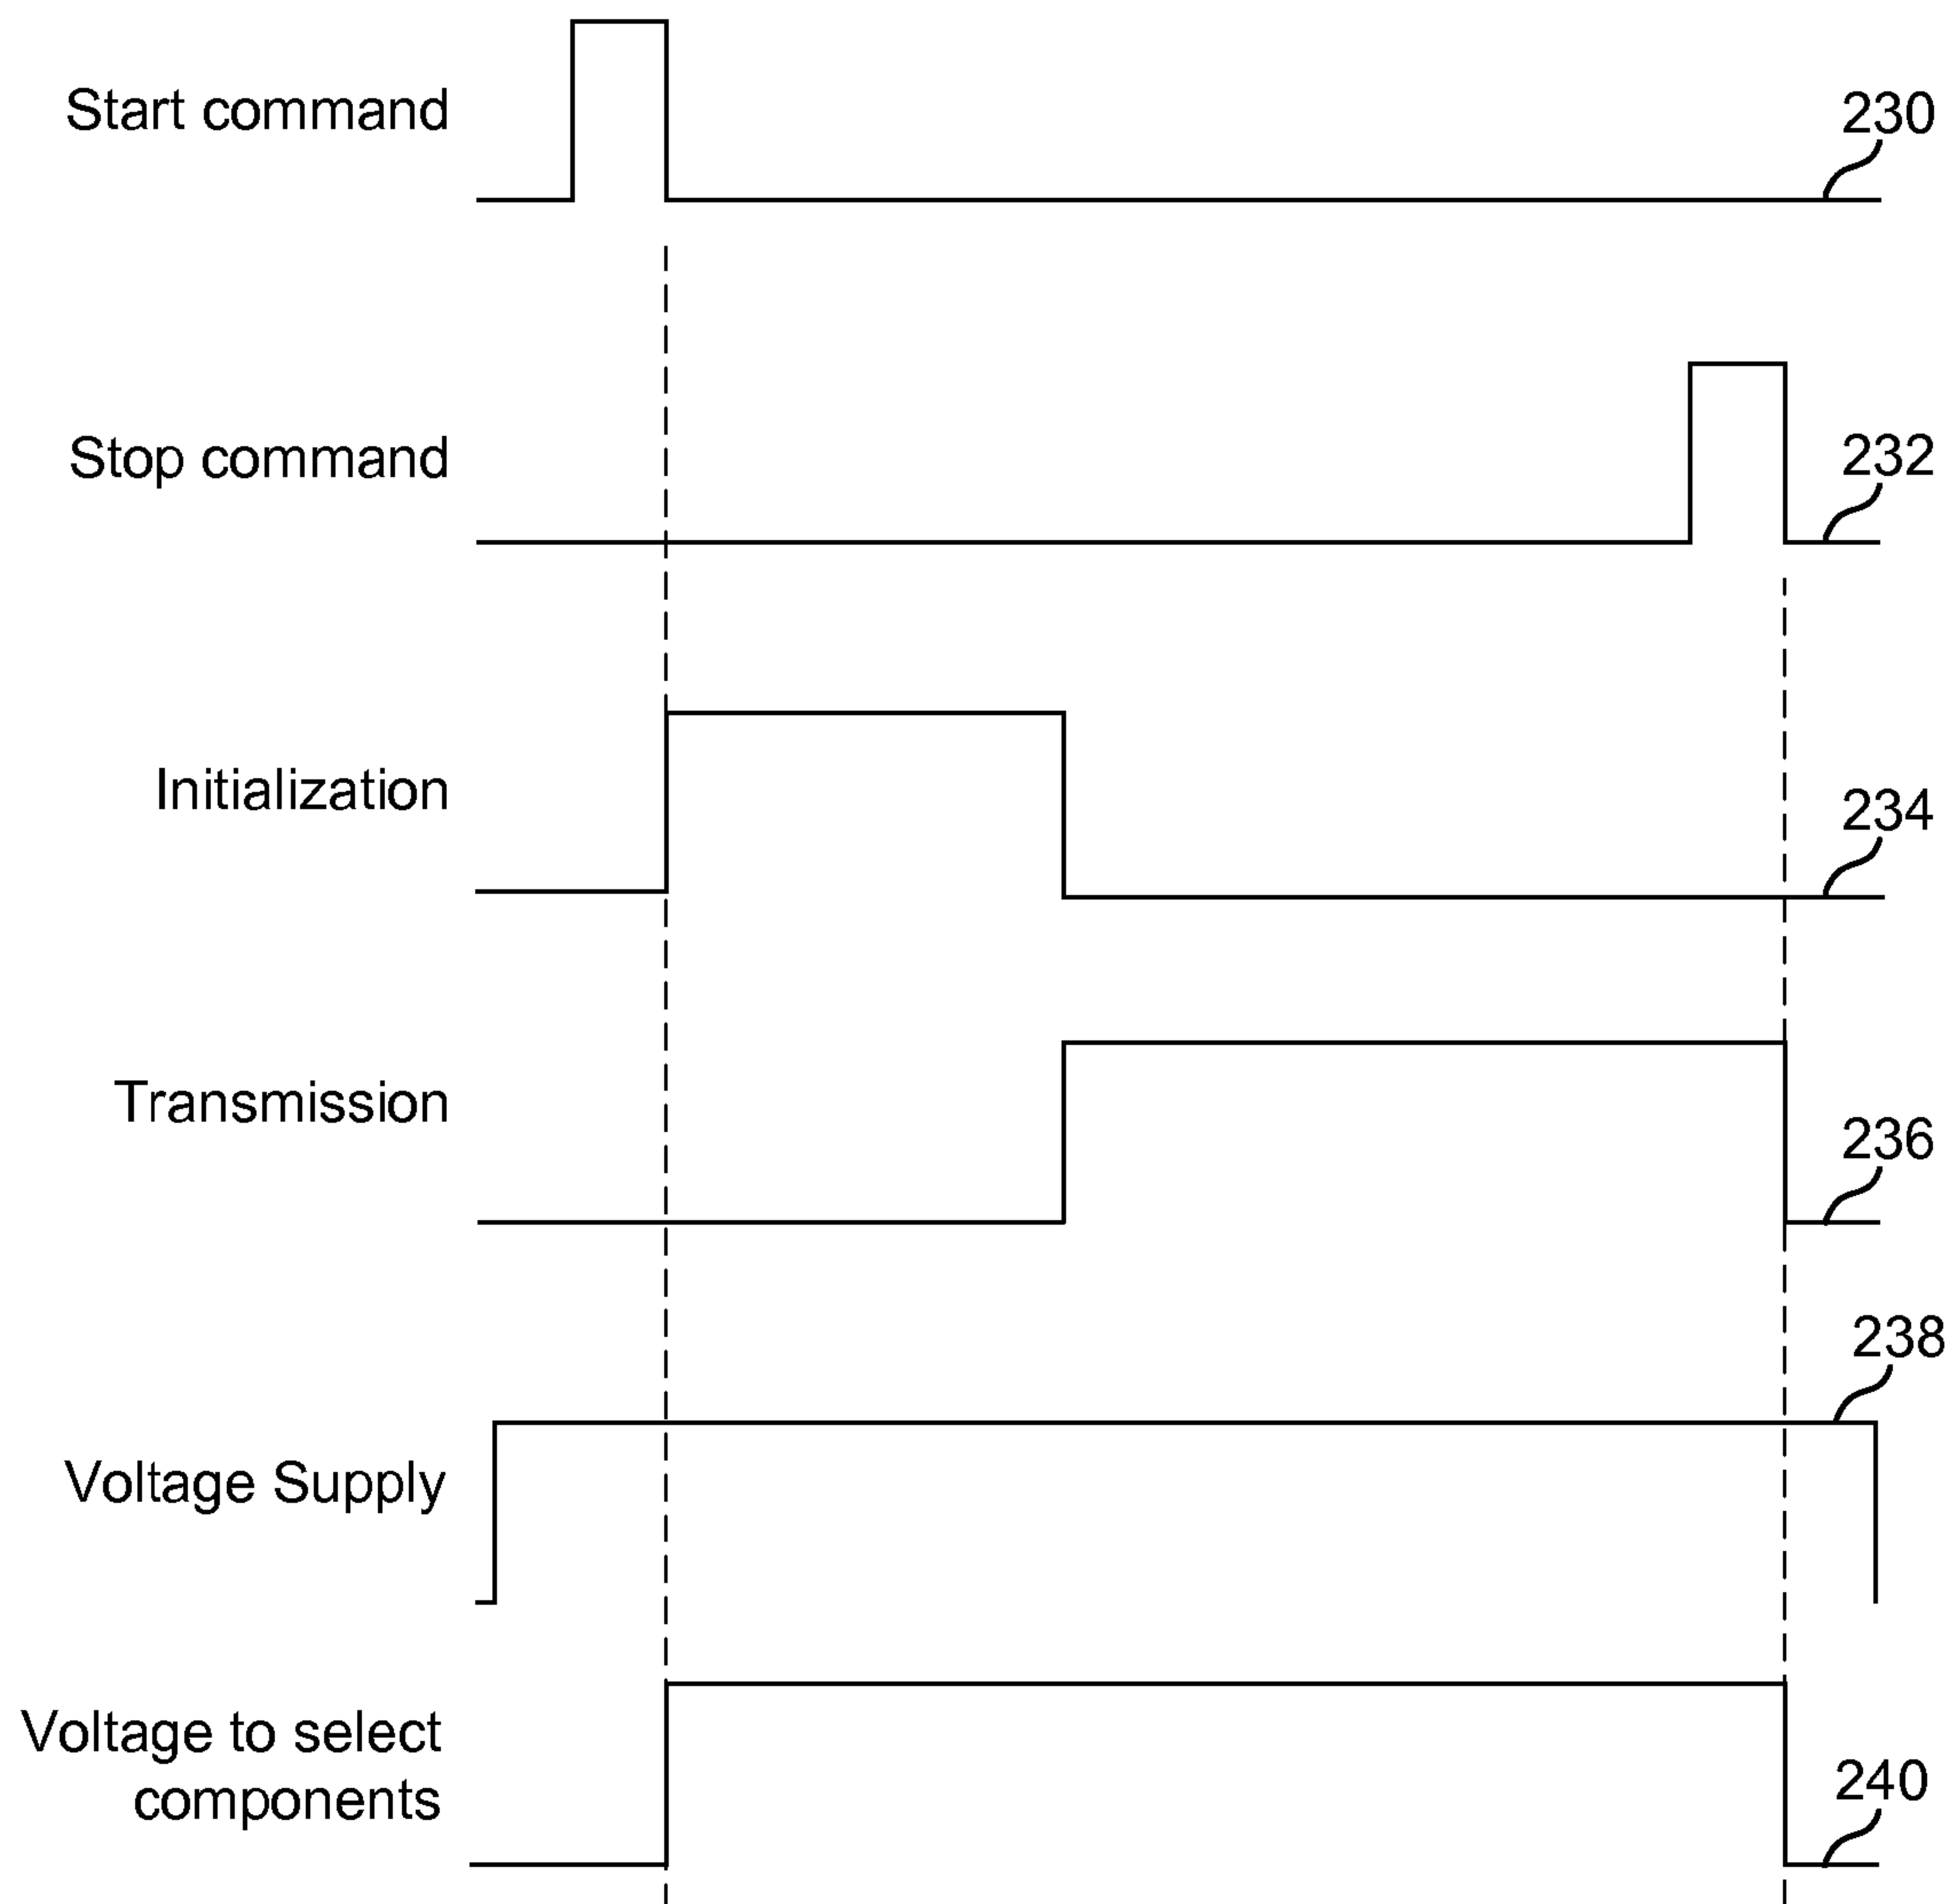 Start command
230
Stop command
232
Initialization
234
Transmission
236
238
Voltage Supply
Voltage to select
components
240